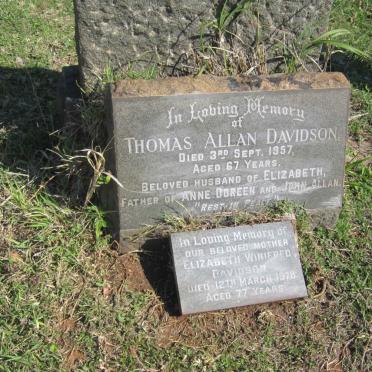 In Loving Memory
of
THOMAS ALLAN DAVIDSON.
DIED 3RD SEPT. 1957,
AGED 67 YEARS.
BELOVED HUSBAND OF ELIZABETH,
FATHER OF ANNE DOREEN AND JOHN ALLAN.
"REST IN PEACE"
IN LOVING MEMORY OF
OUR BELOVED MOTHER
ELIZABETH WINIFRED
DAVIDSON
DIED 12TH MARCH 1978
AGED 77 YEARS